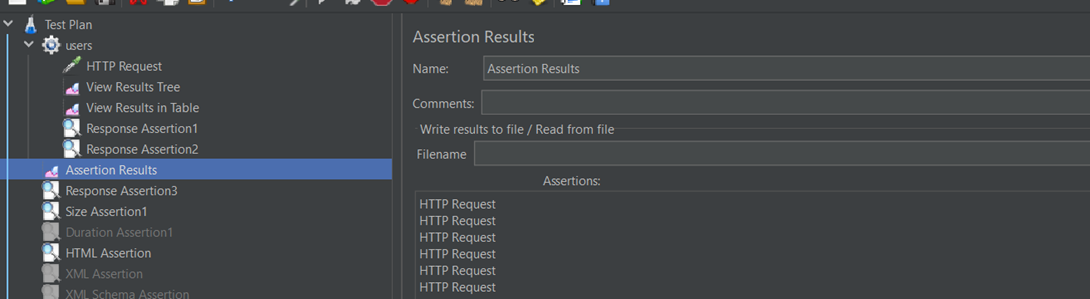 Test Plan
users
HTTP Request
View Results Tree
View Results in Table
Response Assertion1
Response Assertion2
Assertion Results
Response Assertion3
Size Assertion1
Duration Assertion1
HTML Assertion
XML Assertion
XML Schema Assertion
Assertion Results
Name: Assertion Results
Comments:
Write results to file / Read from file
Filename
Assertions:
HTTP Request
HTTP Request
HTTP Request
HTTP Request
HTTP Request
HTTP Request